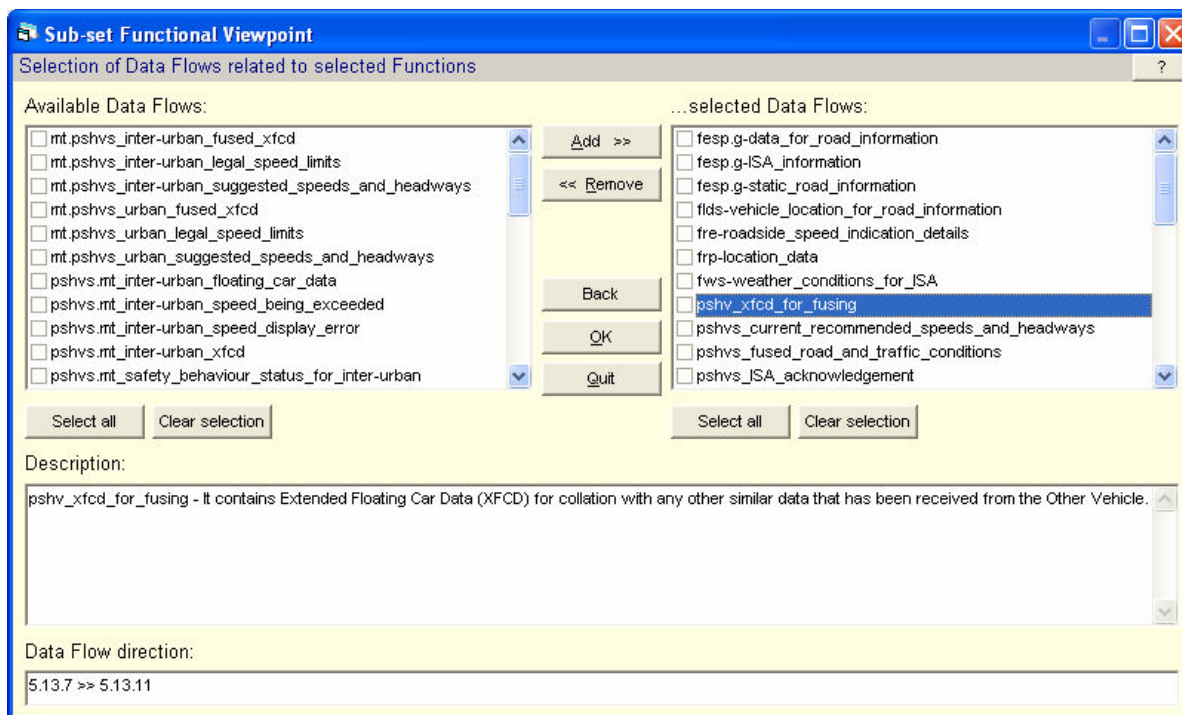 Sub-set Functional Viewpoint
Selection of Data Flows related to selected Functions
?
Available Data Flows:
mt.pshvs_inter-urban_fused_xfcd
mt.pshvs_inter-urban_legal_speed_limits
mt.pshvs_inter-urban_suggested_speeds_and_headways
mt.pshvs_urban_fused_xfcd
mt.pshvs_urban_legal_speed_limits
mt.pshvs_urban_suggested_speeds_and_headways
pshvs.mt_inter-urban_floating_car_data
pshvs.mt_inter-urban_speed_being_exceeded
pshvs.mt_inter-urban_speed_display_error
pshvs.mt_inter-urban_xfcd
pshvs.mt_safety_behaviour_status_for_inter-urban
Select all
Clear selection
Add >>
<< Remove
Back
OK
Quit
...selected Data Flows:
fesp.g-data_for_road_information
fesp.g-ISA_information
fesp.g-static_road_information
flds-vehicle_location_for_road_information
fre-roadside_speed_indication_details
frp-location_data
fws-weather_conditions_for_ISA
pshv_xfcd_for_fusing
pshvs_current_recommended_speeds_and_headways
pshvs_fused_road_and_traffic_conditions
pshvs_ISA_acknowledgement
Select all
Clear selection
Description:
pshv_xfcd_for_fusing - It contains Extended Floating Car Data (XFCD) for collation with any other similar data that has been received from the Other Vehicle.
Data Flow direction:
5.13.7 >> 5.13.11